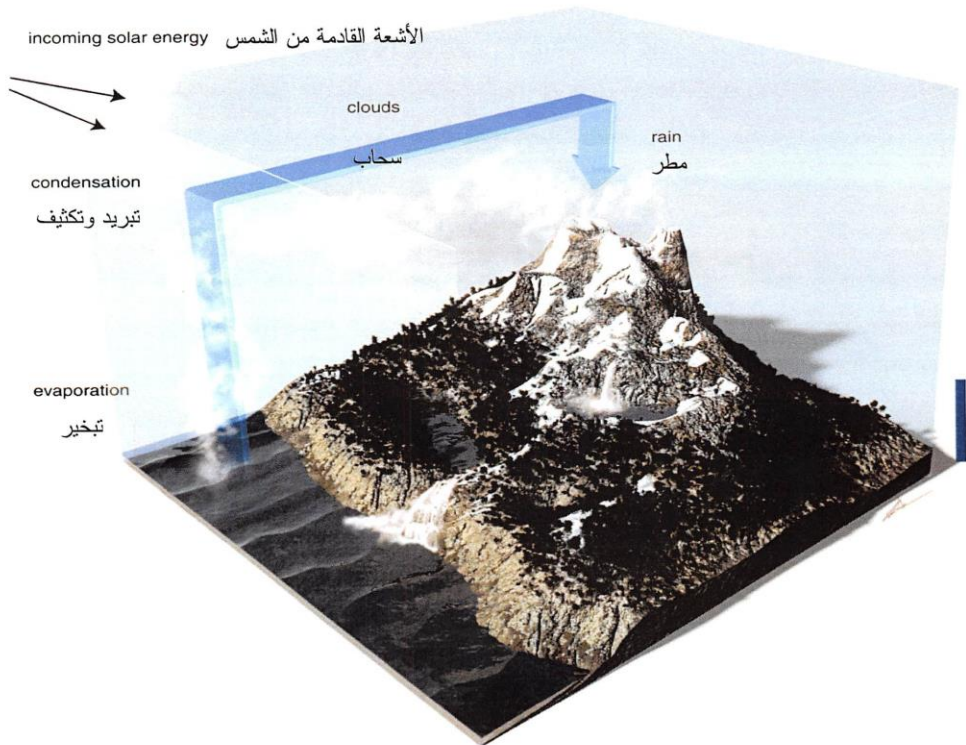 incoming solar energy الأشعة القادمة من الشمس
clouds
سحاب
rain
مطر
condensation
تبريد وتكثيف
evaporation
تبخير